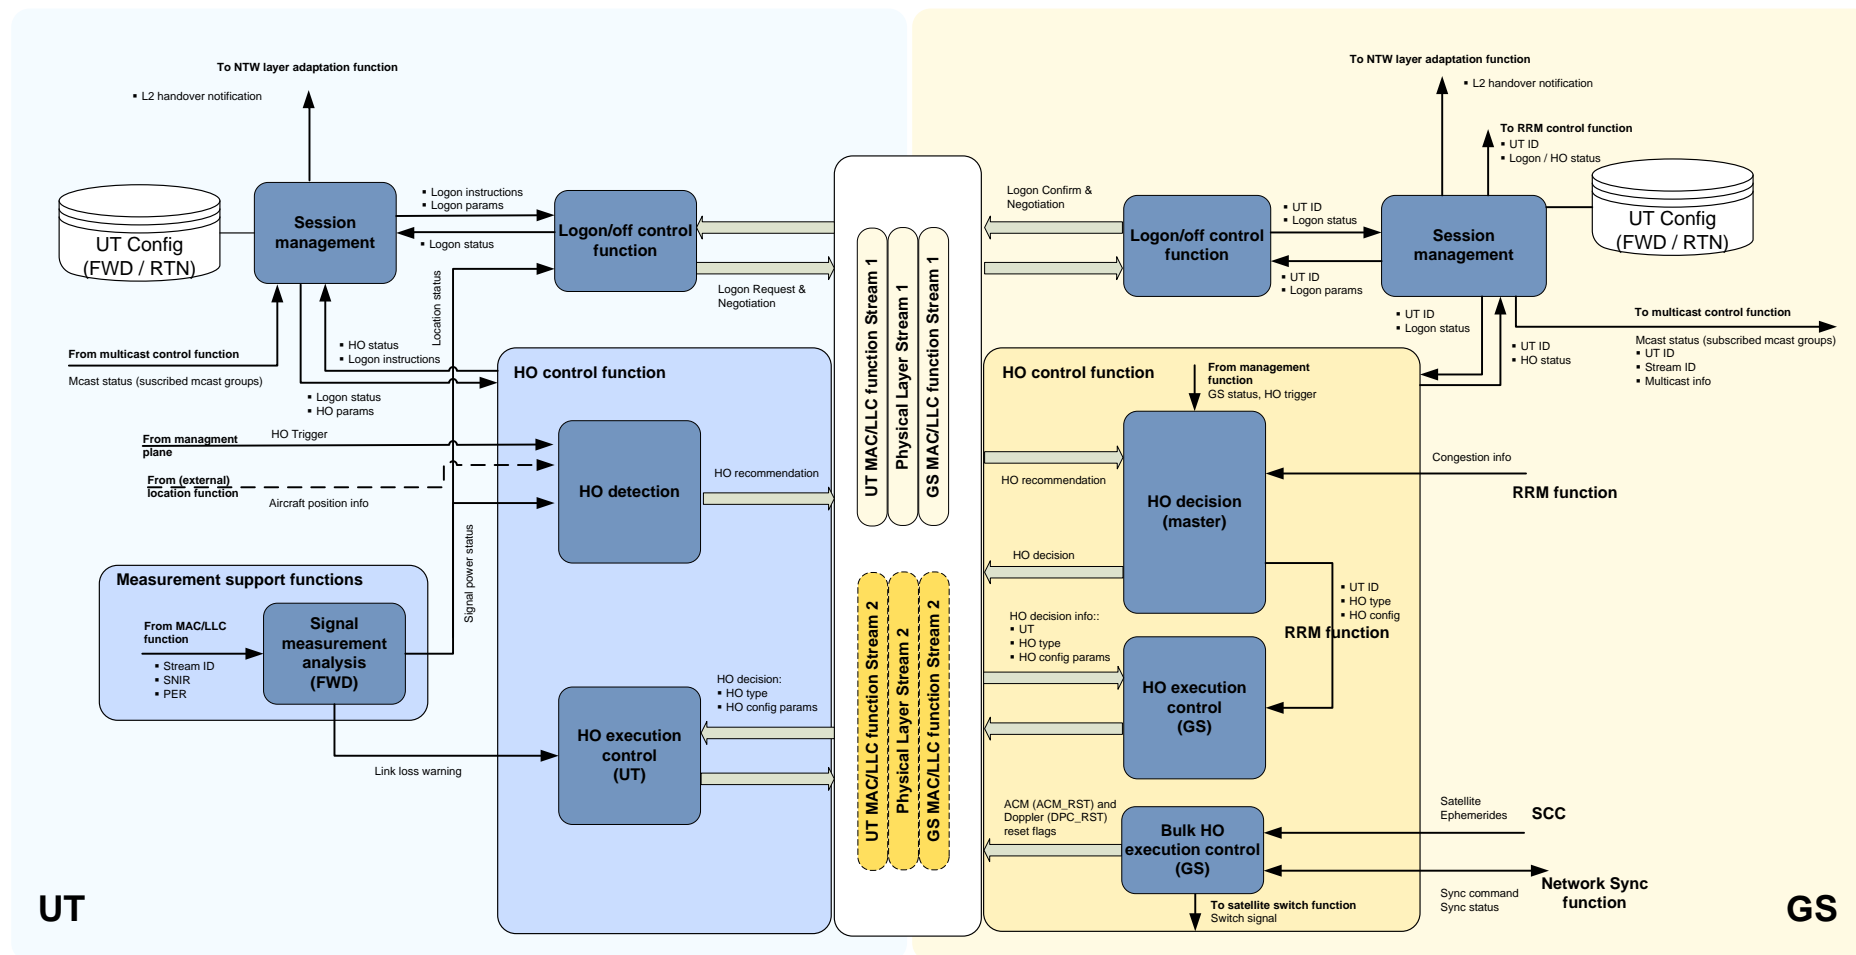 To NTW layer adaptation function
▪ L2 handover notification
UT Config
(FWD / RTN)
Session
management
▪ Logon instructions
▪ Logon params
▪ Logon status
Logon/off control
function
Logon Request &
Negotiation
Location status
From multicast control function
Mcast status (suscribed mcast groups)
▪ HO status
▪ Logon instructions
▪ Logon status
▪ HO params
HO control function
From managment
plane
HO Trigger
From (external)
location function
Aircraft position info
HO detection
HO recommendation
Signal power status
Measurement support functions
From MAC/LLC
function
▪ Stream ID
▪ SNIR
▪ PER
Signal
measurement
analysis
(FWD)
Link loss warning
HO execution
control
(UT)
HO decision:
▪ HO type
▪ HO config params
UT
UT MAC/LLC function Stream 1
Physical Layer Stream 1
GS MAC/LLC function Stream 1
UT MAC/LLC function Stream 2
Physical Layer Stream 2
GS MAC/LLC function Stream 2
To NTW layer adaptation function
▪ L2 handover notification
To RRM control function
▪ UT ID
▪ Logon / HO status
UT Config
(FWD / RTN)
Logon Confirm &
Negotiation
Logon/off control
function
▪ UT ID
▪ Logon status
▪ UT ID
▪ Logon params
Session
management
▪ UT ID
▪ Logon status
▪ UT ID
▪ HO status
To multicast control function
Mcast status (subscribed mcast groups)
▪ UT ID
▪ Stream ID
▪ Multicast info
HO control function
From management
function
GS status, HO trigger
HO recommendation
HO decision
(master)
Congestion info
RRM function
HO decision
▪ UT ID
▪ HO type
▪ HO config
RRM function
HO decision info::
▪ UT
▪ HO type
▪ HO config params
HO execution
control
(GS)
ACM (ACM_RST) and
Doppler (DPC_RST)
reset flags
Bulk HO
execution control
(GS)
Satellite
Ephemerides
SCC
Sync command
Sync status
Network Sync
function
To satellite switch function
Switch signal
GS